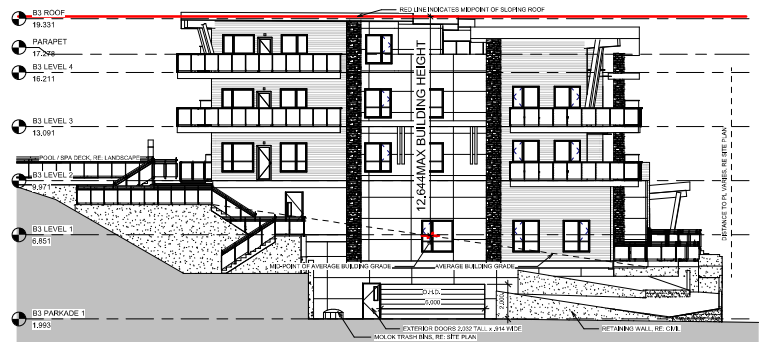 B3 ROOF
19.331
RED LINE INDICATES MIDPOINT OF SLOPING ROOF
PARAPET
17.278
B3 LEVEL 4
16.211
12,644MAX BUILDING HEIGHT
B3 LEVEL 3
13,091
DISTANCE TO PL VARIES, RE SITE PLAN
POOL / SPA DECK, RE: LANDSCAPE
B3 LEVEL 2
9,971
B3 LEVEL 1
6,851
MID-POINT OF AVERAGE BUILDING GRADE
AVERAGE BUILDING GRADE
O.H.D.
5,000
B3 PARKADE 1
1,993
EXTERIOR DOORS 2,032 TALL x .914 WIDE
RETAINING WALL, RE. CIVIL
MOLOK TRASH BINS, RE: SITE PLAN